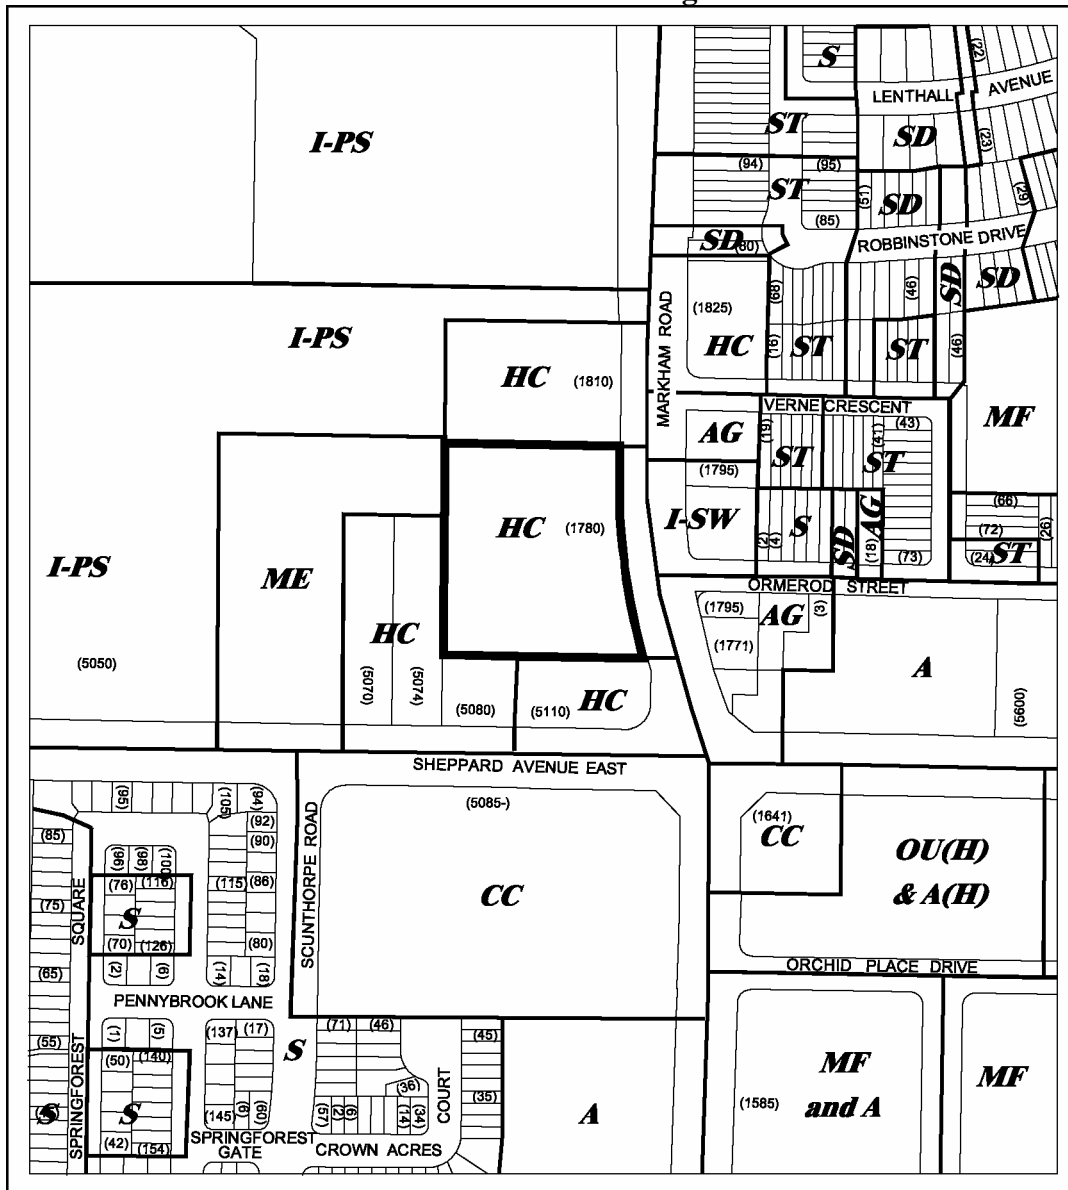 S
(22)
AVENUE
LENTHALL
I-PS
ST
SD
(23)
(94)
(95)
ST
(51)
SD
(29)
(85)
SD
(80)
ROBBINSTONE DRIVE
I-PS
MARKHAM ROAD
(1825)
HC
(68)
(16)
ST
(46)
ST
SD
(46)
SD
HC
(1810)
VERNE CRESCENT
MF
AG
(19)
ST
(41)
ST
(43)
(1795)
HC
(1780)
I-SW
(2)
(4)
S
SD
AG
(18)
(73)
(66)
(72)
(26)
(24)
ST
I-PS
ME
ORMEROD STREET
HC
(1795)
AG
(3)
(1771)
A
(5050)
(5070)
(5074)
(5080)
(5110)
HC
(5600)
SHEPPARD AVENUE EAST
(95)
(105)
(94)
(92)
(90)
(85)
SCUNTHORPE ROAD
(5085-)
(1641)
CC
OU(H)
& A(H)
(96)
(98)
(100)
(76)
(116)
(115)
(86)
CC
(75)
SQUARE
S
(70)
(126)
(80)
(65)
(2)
(6)
(14)
(18)
ORCHID PLACE DRIVE
PENNYBROOK LANE
(55)
(1)
(5)
(137)
(17)
(71)
(46)
(45)
(50)
(140)
S
MF
and A
MF
SPRINGFOREST
(36)
COURT
(35)
S
S
(145)
(6)
(60)
(57)
(2)
(6)
(14)
(34)
A
(1585)
(42)
(154)
SPRINGFOREST
GATE
CROWN ACRES